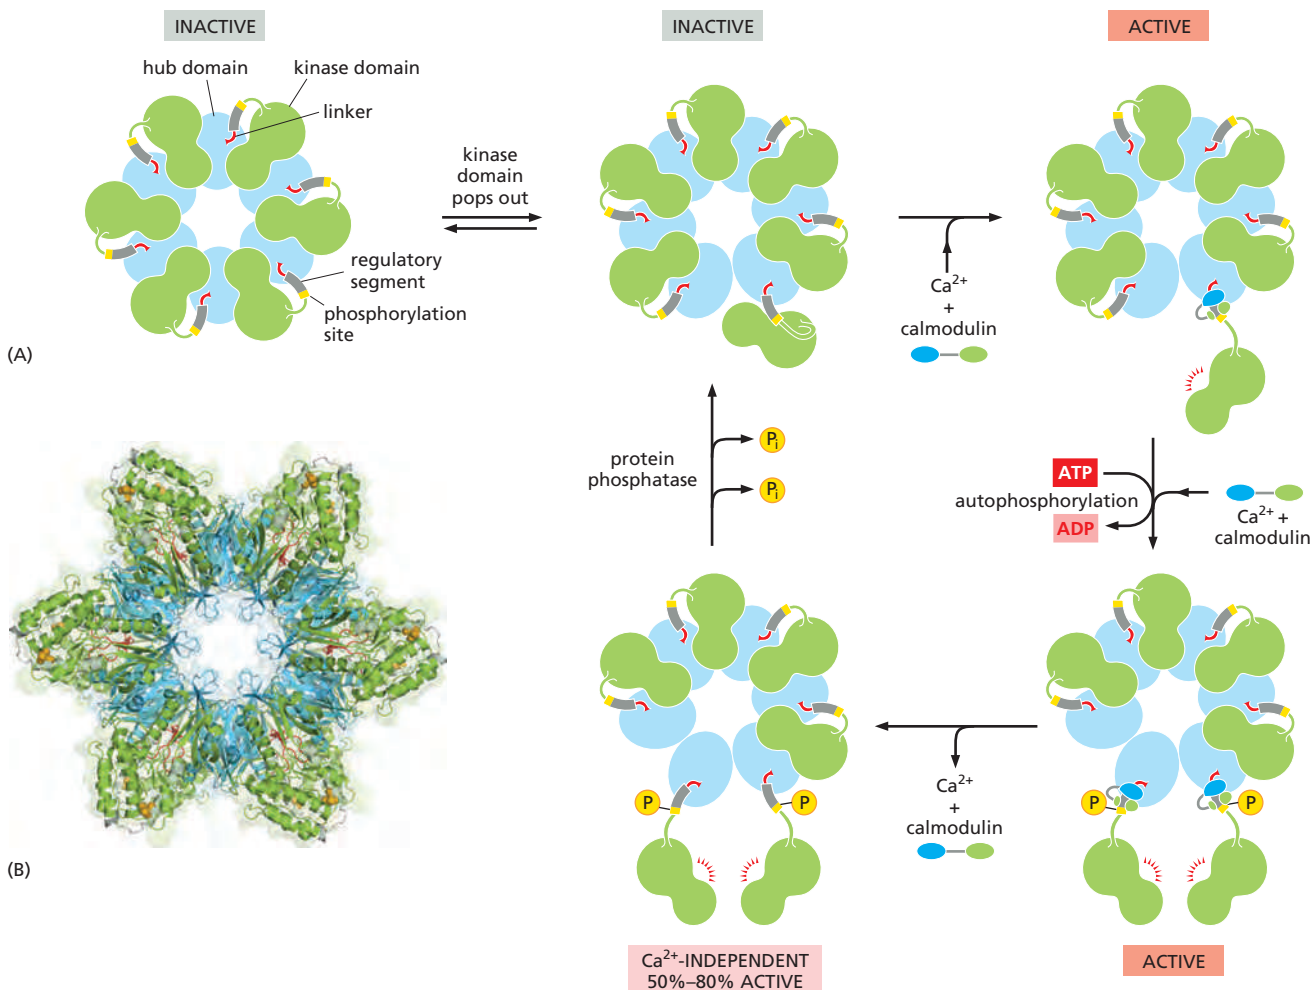 INACTIVE
hub domain
kinase domain
linker
regulatory
segment
phosphorylation
site
(A)
kinase
domain
pops out
INACTIVE
Ca²⁺
+
calmodulin
ACTIVE
ATP
autophosphorylation
ADP
Ca²⁺ +
calmodulin
protein
phosphatase
Pᵢ
Pᵢ
(B)
P
P
Ca²⁺
+
calmodulin
P
P
Ca²⁺-INDEPENDENT
50%–80% ACTIVE
ACTIVE